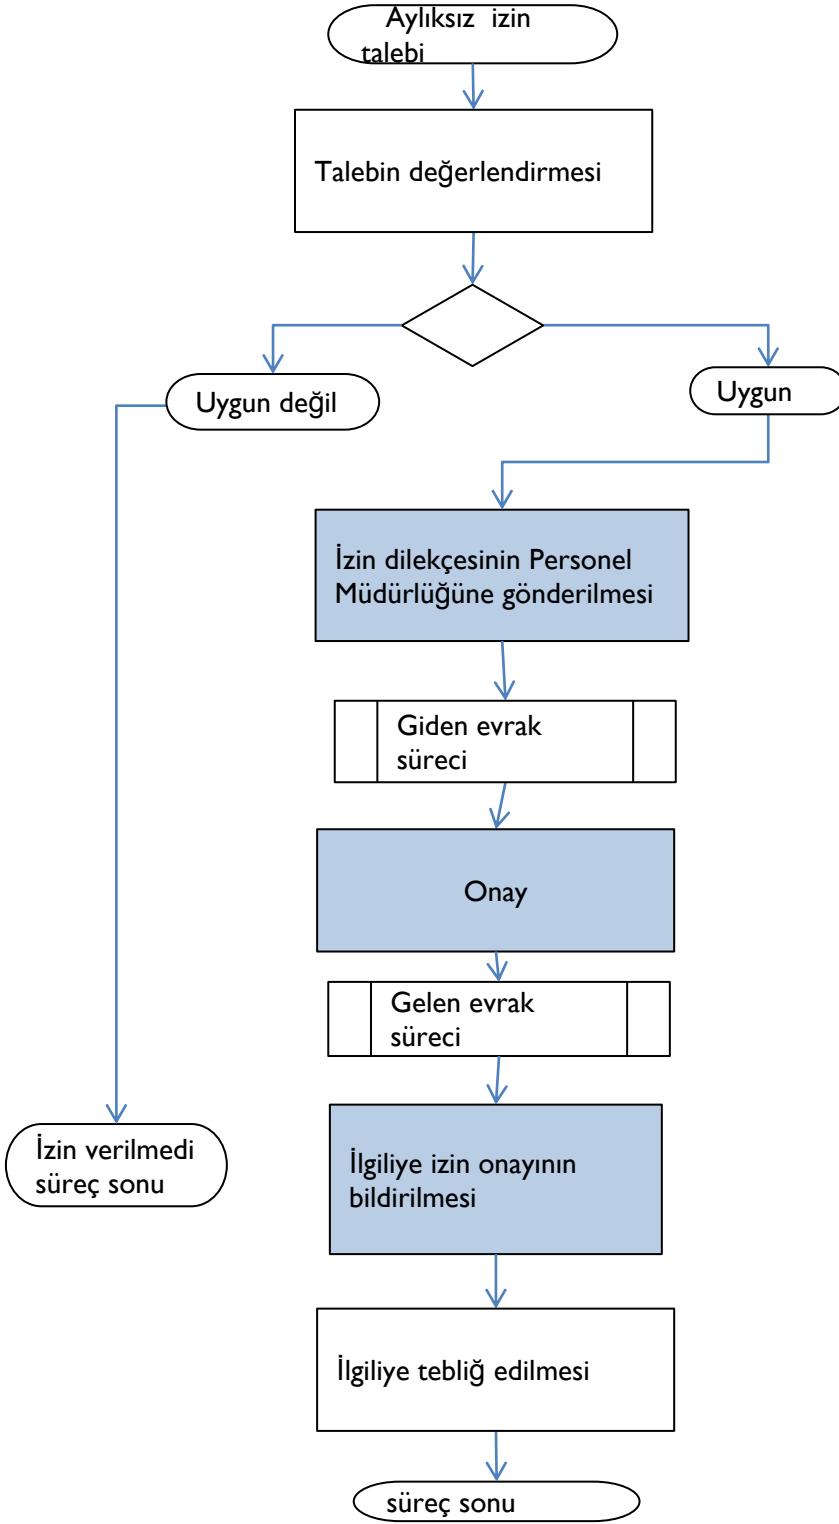 Aylıksız izin
talebi
Talebin değerlendirmesi
Uygun değil
Uygun
İzin dilekçesinin Personel
Müdürlüğüne gönderilmesi
Giden evrak
süreci
Onay
Gelen evrak
süreci
İzin verilmedi
süreç sonu
İlgiliye izin onayının
bildirilmesi
İlgiliye tebliğ edilmesi
süreç sonu